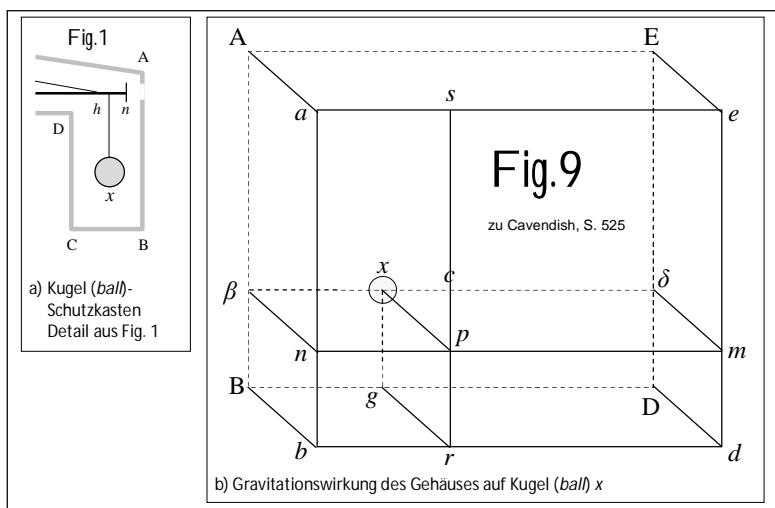 Fig.1
A
h n
D
x
C B
a) Kugel (ball)-
Schutzkasten
Detail aus Fig. 1
A E
s
a e
Fig.9
zu Cavendish, S. 525
x c δ
β
p
n m
B g D
b r d
b) Gravitationswirkung des Gehäuses auf Kugel (ball) x